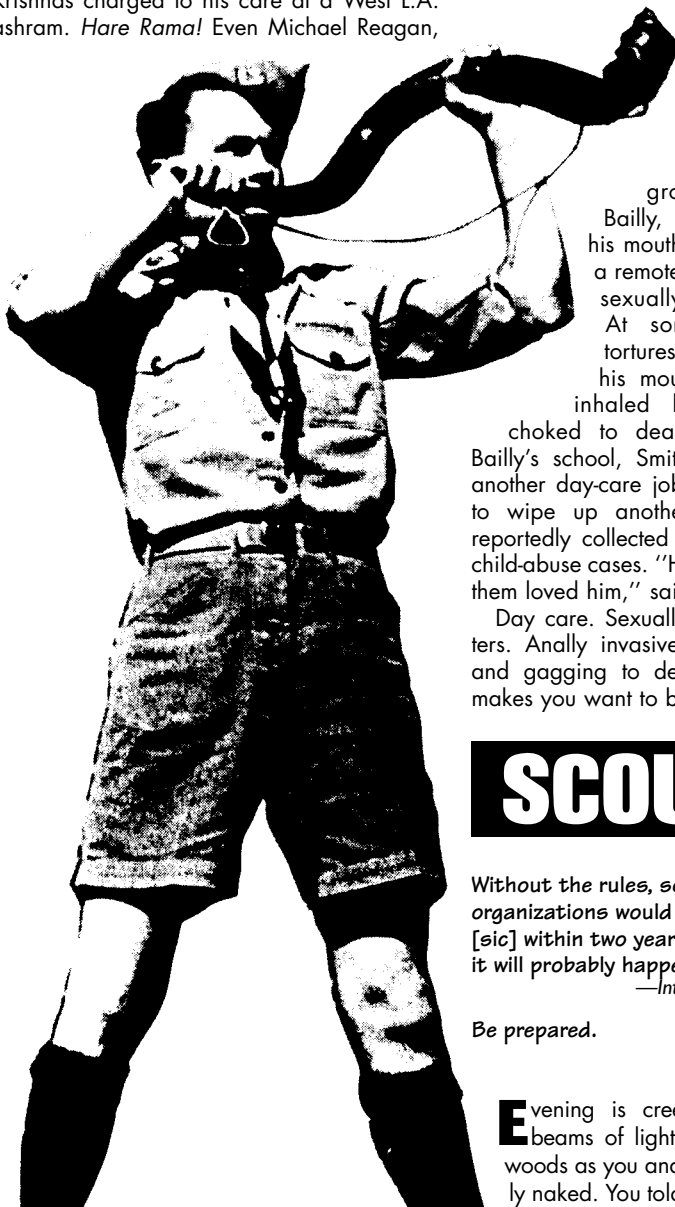 Krishnas charged to his care at a West L.A.
ashram. Hare Rama! Even Michael Reagan,
gro
Bailly,
his mouth
a remote
sexually
At sor
tortures
his mou
inhaled
choked to dea
Bailly's school, Smit
another day-care job
to wipe up anothe
reportedly collected
child-abuse cases. "H
them loved him," sai
Day care. Sexuall
ters. Anally invasive
and gagging to de
makes you want to b
SCOU
Without the rules, so
organizations would
[sic] within two year
it will probably happe
—Int
Be prepared.
Evening is cree
beams of light
woods as you and
ly naked. You told